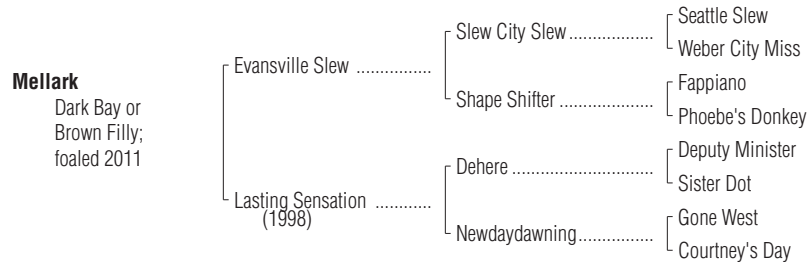 Seattle Slew
Slew City Slew...................
Weber City Miss
Evansville Slew ................
Mellark
Fappiano
Shape Shifter .....................
Dark Bay or
Phoebe's Donkey
Brown Filly;
foaled 2011
Deputy Minister
Dehere ................................
Sister Dot
Lasting Sensation ............
(1998)
Gone West
Newdaydawning.................
Courtney's Day